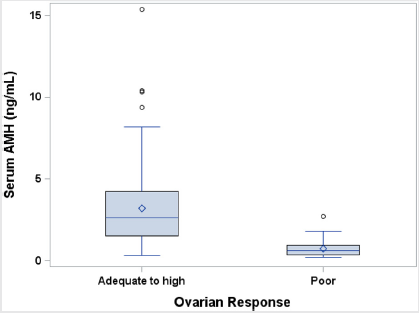 15
10
5
0
Serum AMH (ng/mL)
Adequate to high
Poor
Ovarian Response